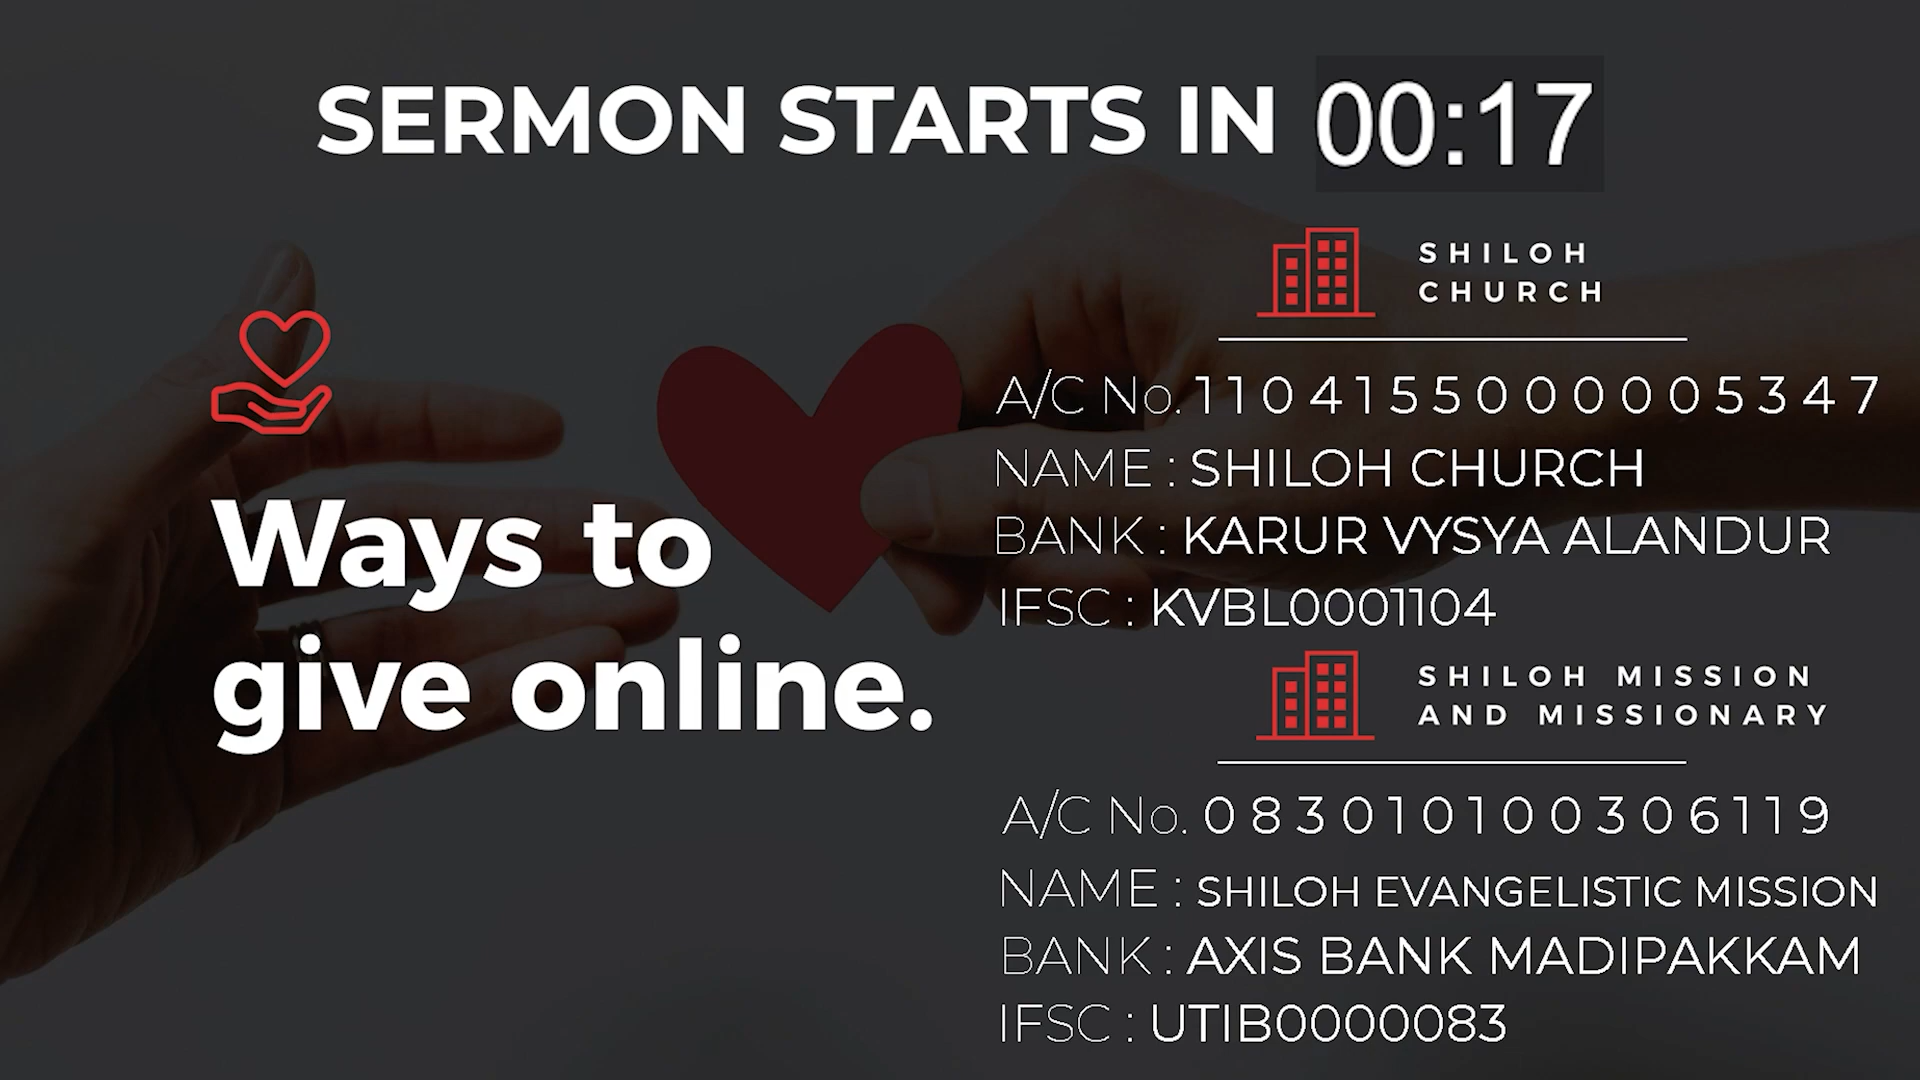 SERMON STARTS IN 00:17
SHILOH
CHURCH
A/C No. 1104155000005347
NAME : SHILOH CHURCH
BANK : KARUR VYSYA ALANDUR
IFSC : KVBL0001104
Ways to
give online.
SHILOH MISSION
AND MISSIONARY
A/C No. 083010100306119
NAME : SHILOH EVANGELISTIC MISSION
BANK : AXIS BANK MADIPAKKAM
IFSC : UTIB0000083